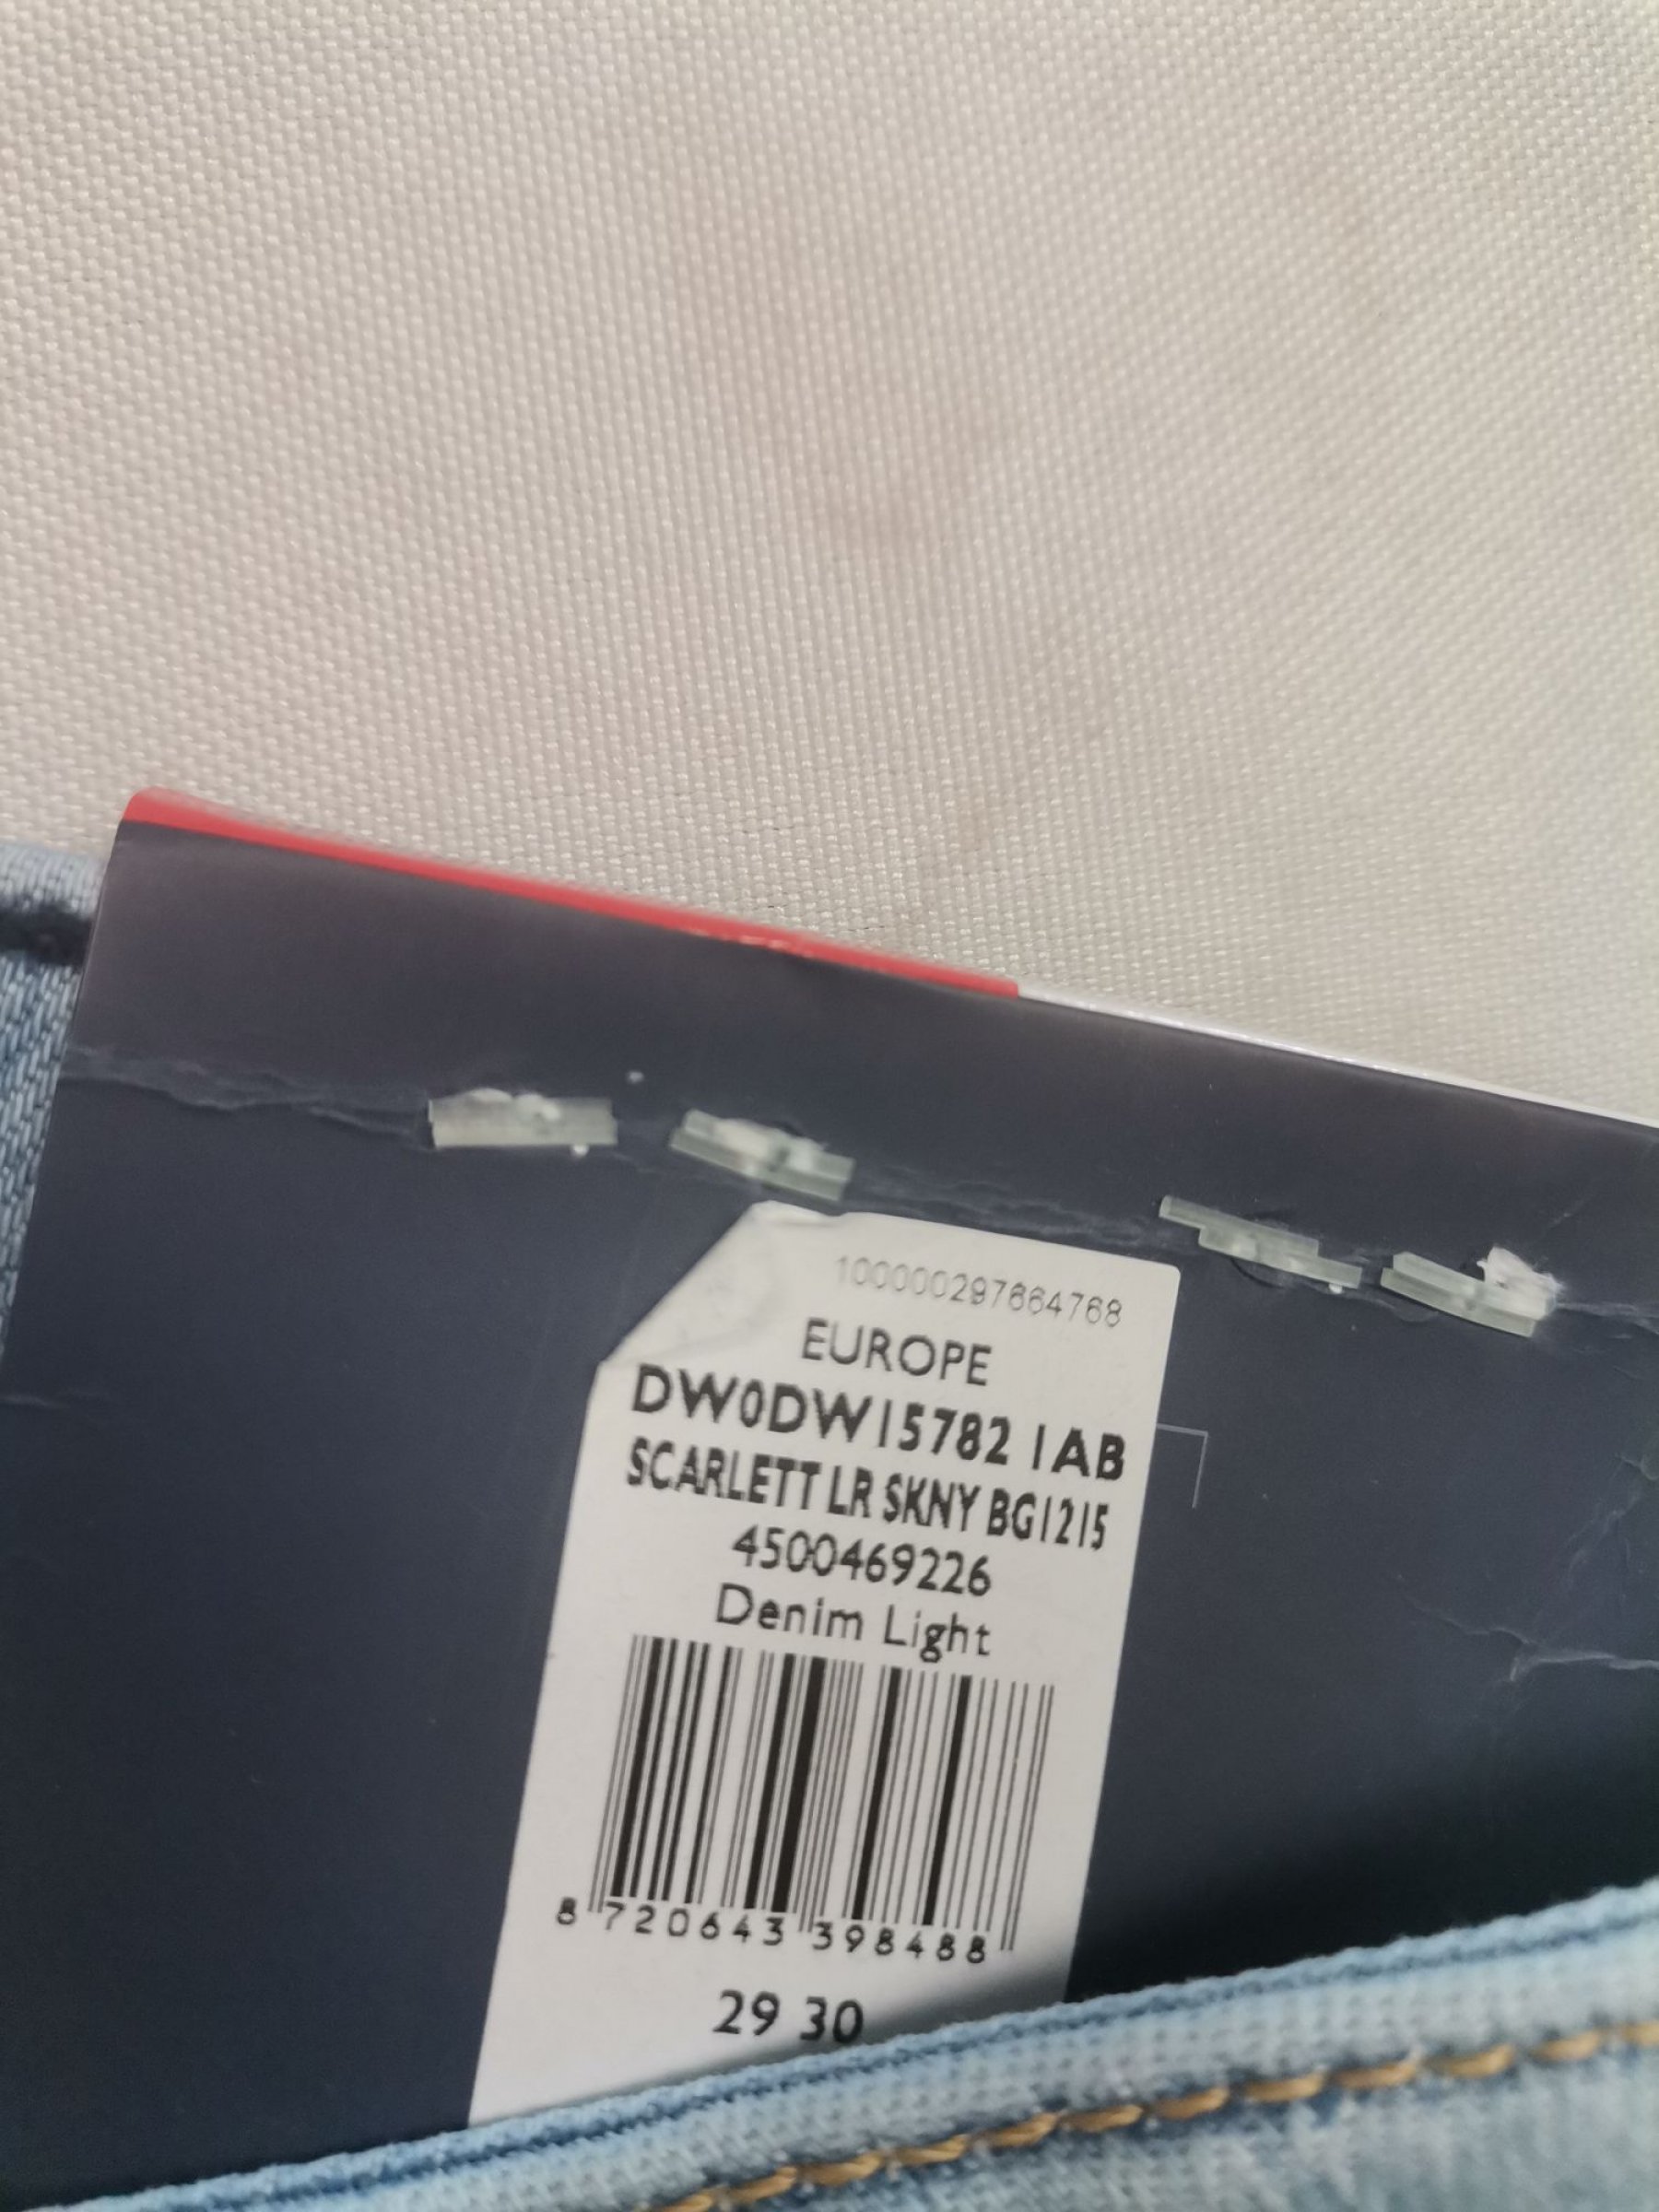 100000297664768
EUROPE
DW0DW15782 1AB
SCARLETT LR SKNY BG1215
4500469226
Denim Light
8 720643 398488
29 30